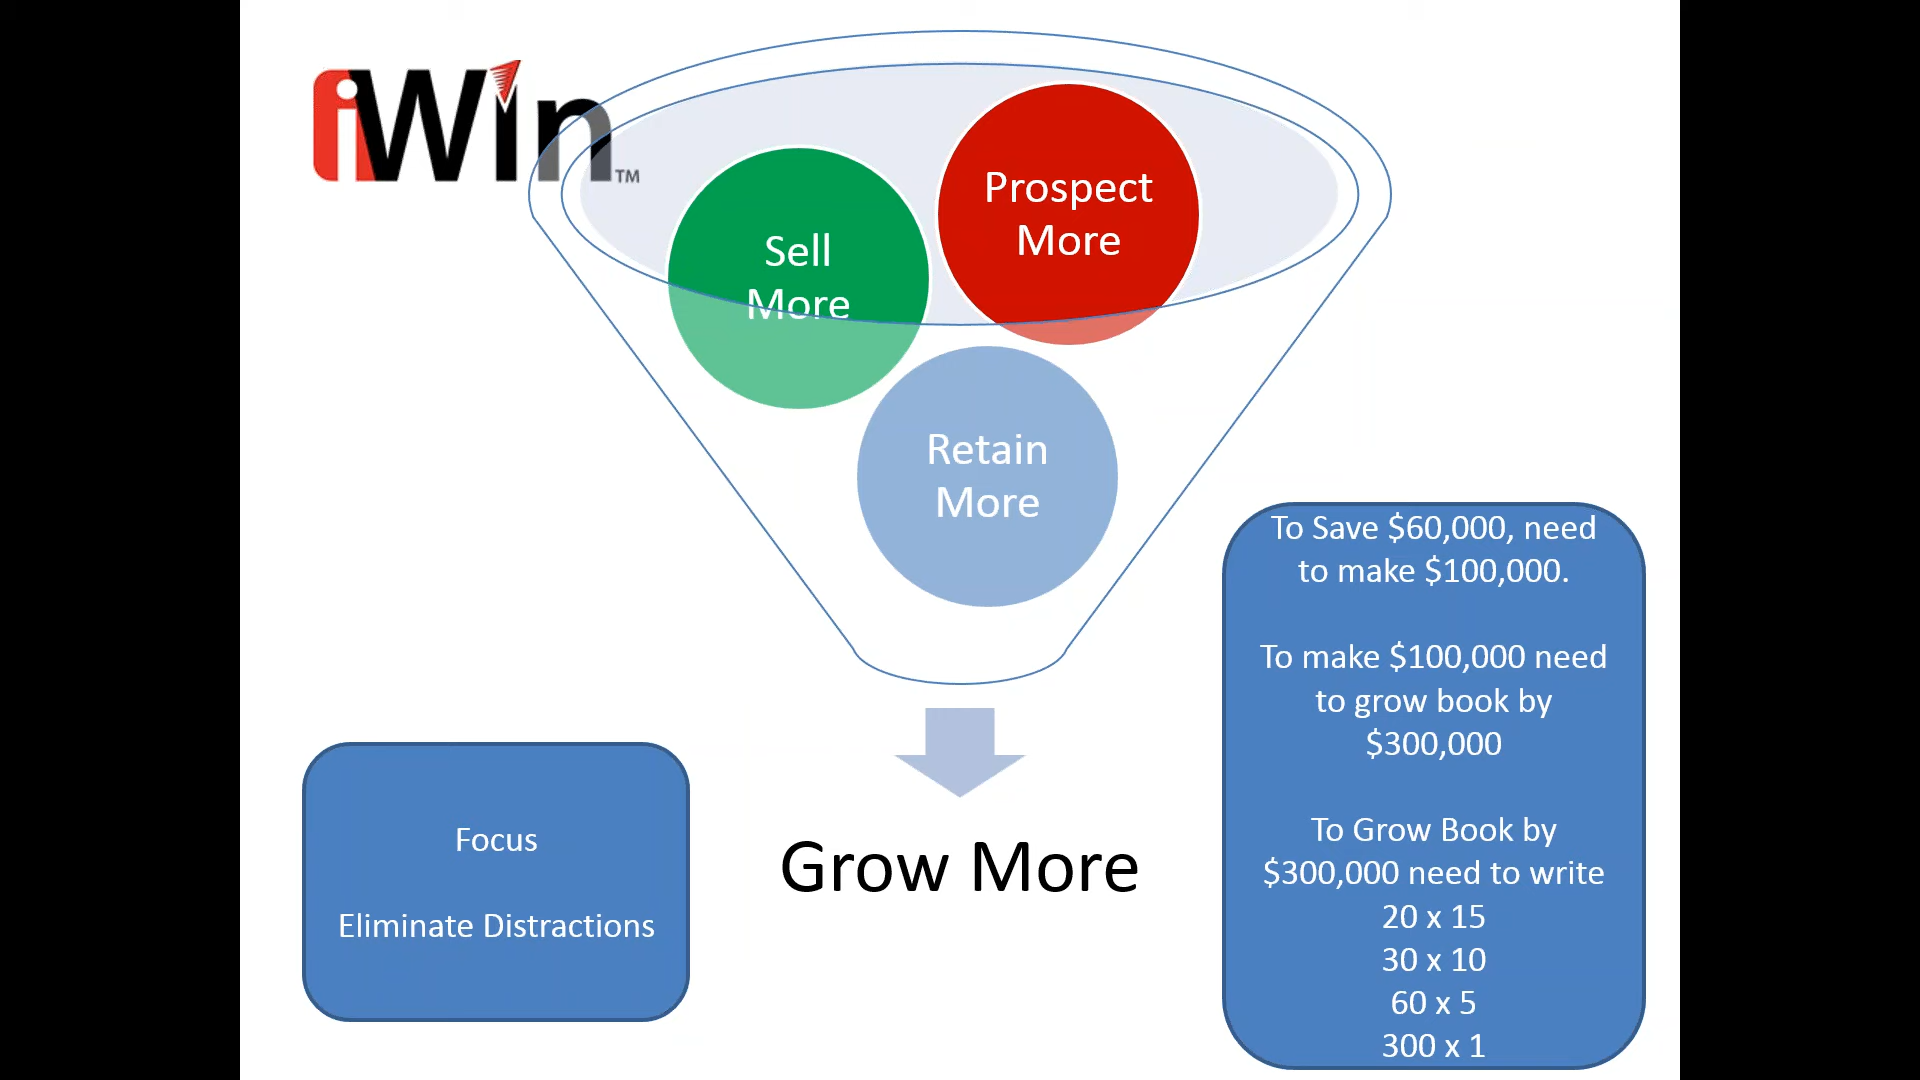 iWin
TM
Prospect
More
Sell
More
Retain
More
Grow More
Focus
Eliminate Distractions
To Save $60,000, need
to make $100,000.
To make $100,000 need
to grow book by
$300,000
To Grow Book by
$300,000 need to write
20 x 15
30 x 10
60 x 5
300 x 1